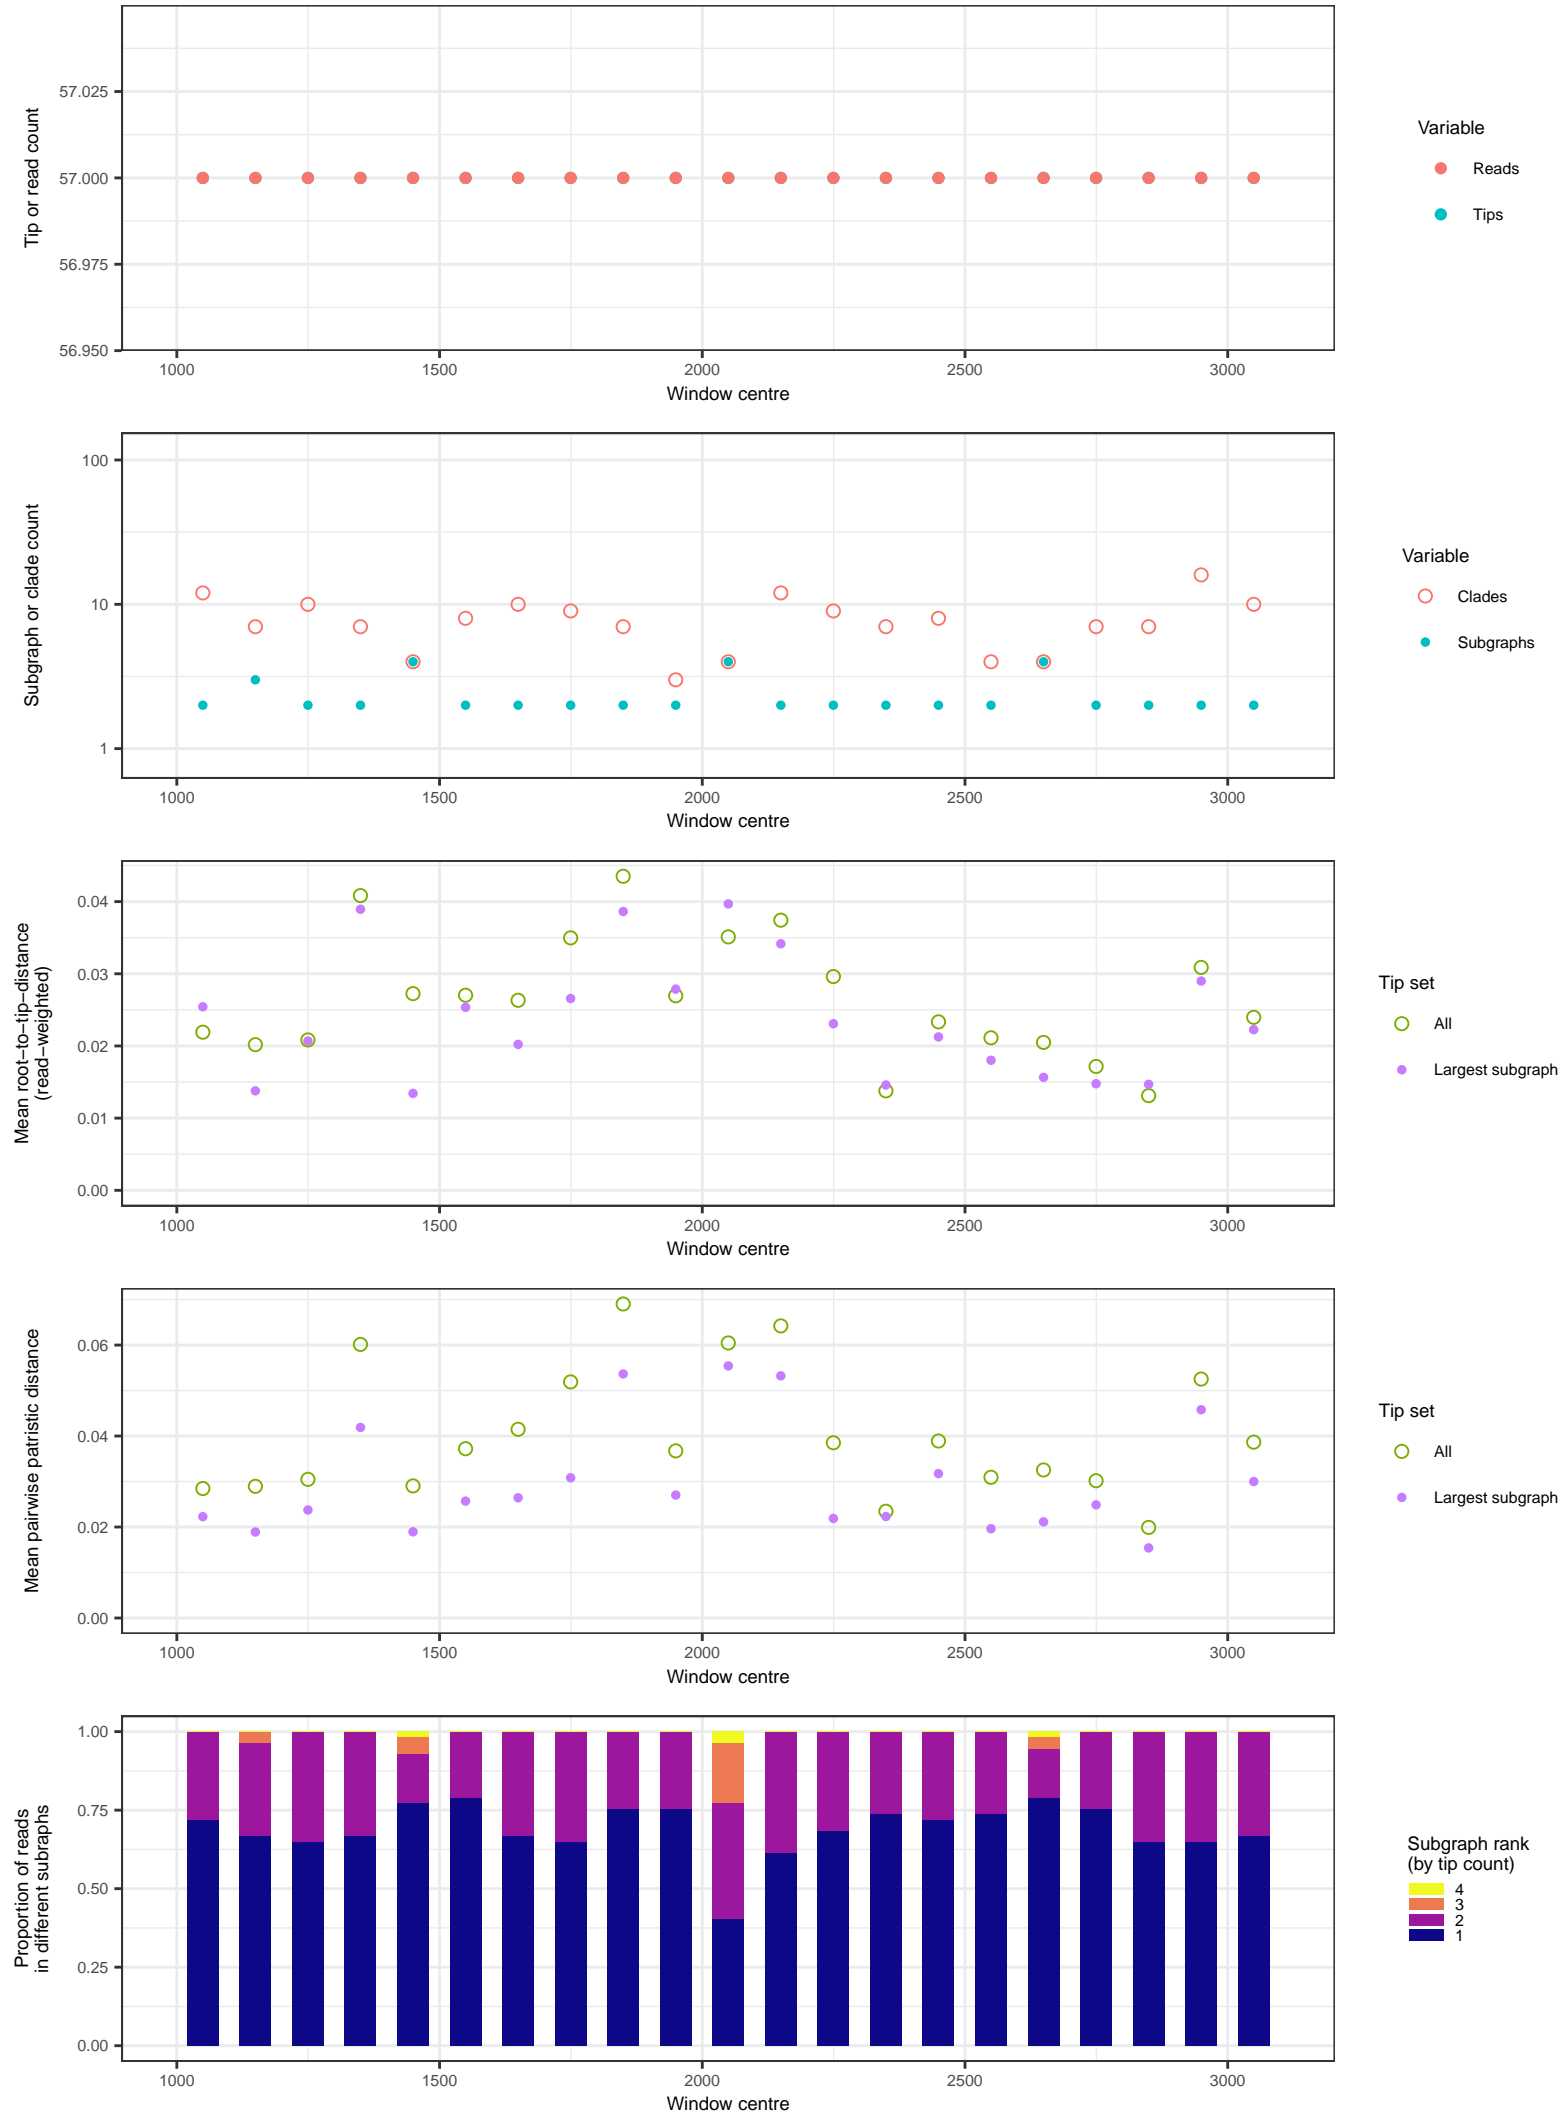 57.025
57.000
56.975
56.950
Tip or read count
1000 1500 2000 2500 3000
Window centre
Variable
Reads
Tips
100
10
1
Subgraph or clade count
1000 1500 2000 2500 3000
Window centre
Variable
Clades
Subgraphs
0.04
0.03
0.02
0.01
0.00
Mean root−to−tip−distance
(read−weighted)
1000 1500 2000 2500 3000
Window centre
Tip set
All
Largest subgraph
0.06
0.04
0.02
0.00
Mean pairwise patristic distance
1000 1500 2000 2500 3000
Window centre
Tip set
All
Largest subgraph
1.00
0.75
0.50
0.25
0.00
Proportion of reads
in different subraphs
1000 1500 2000 2500 3000
Window centre
Subgraph rank
(by tip count)
4
3
2
1